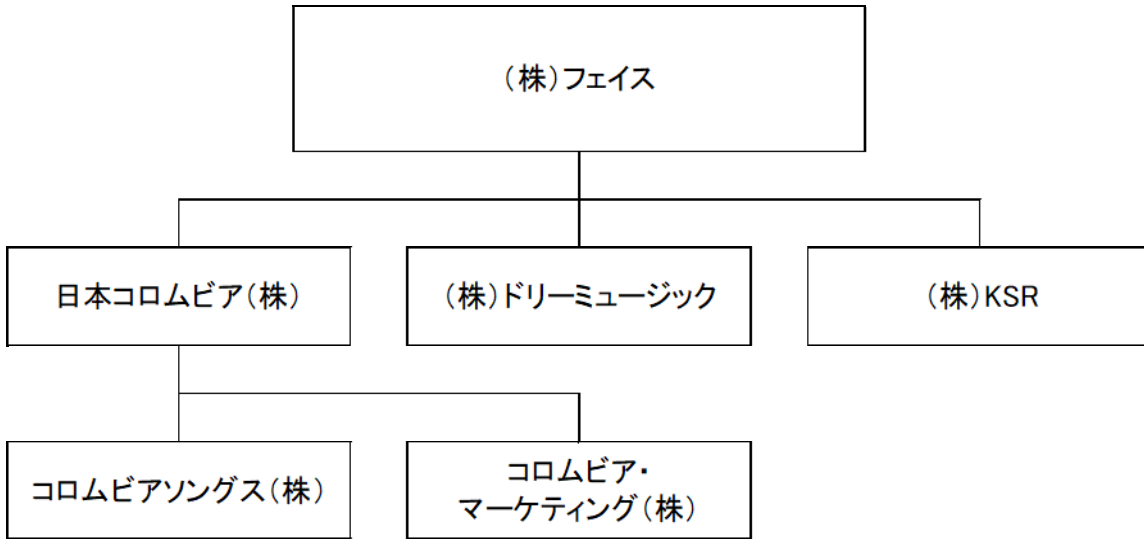 (株)フェイス
日本コロムビア(株)
(株)ドリーミュージック
(株)KSR
コロムビアソングス(株)
コロムビア・
マーケティング(株)